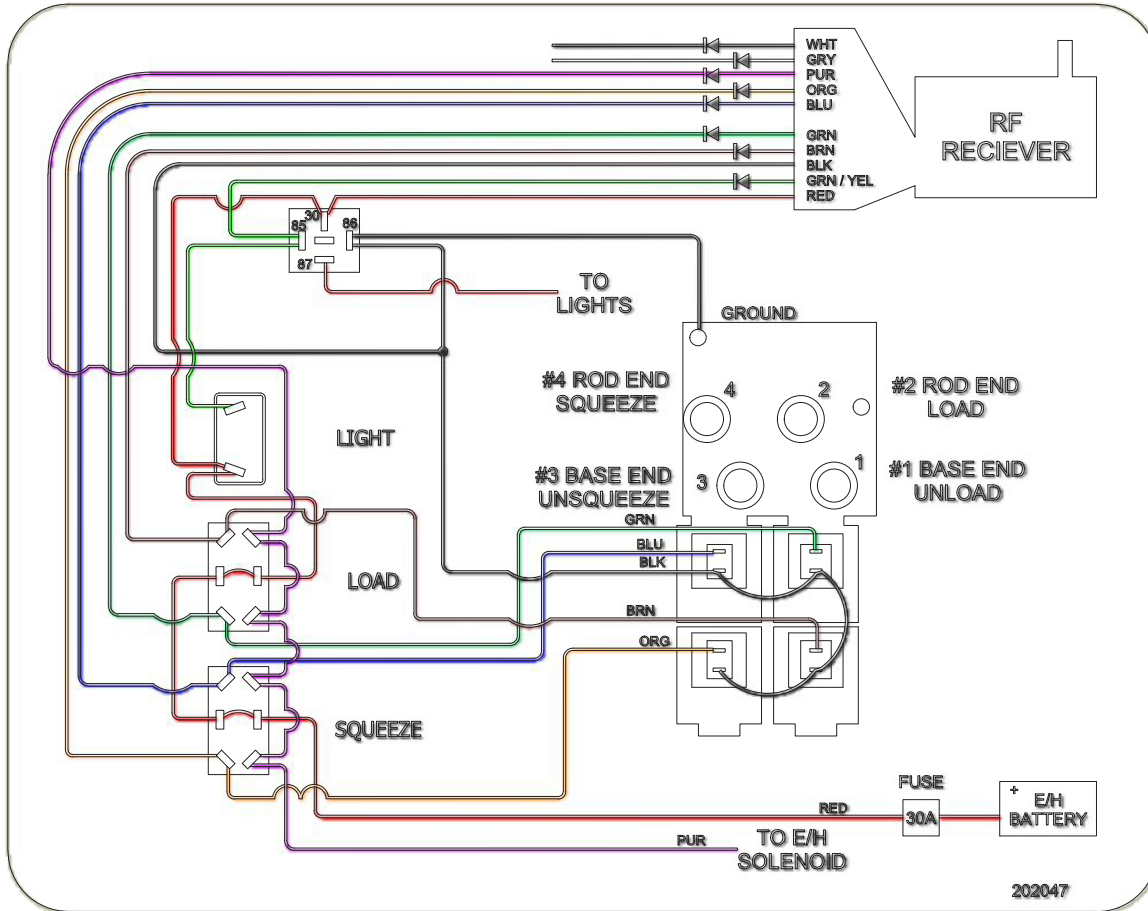 WHT
GRY
PUR
ORG
BLU
GRN
BRN
BLK
GRN / YEL
RED
RF
RECIEVER
30
85
86
87
TO
LIGHTS
GROUND
#4 ROD END
SQUEEZE
4
2
#2 ROD END
LOAD
LIGHT
#3 BASE END
UNSQUEEZE
3
1
#1 BASE END
UNLOAD
GRN
BLU
BLK
LOAD
BRN
ORG
SQUEEZE
FUSE
RED
30A
+
E/H
BATTERY
PUR
TO E/H
SOLENOID
202047